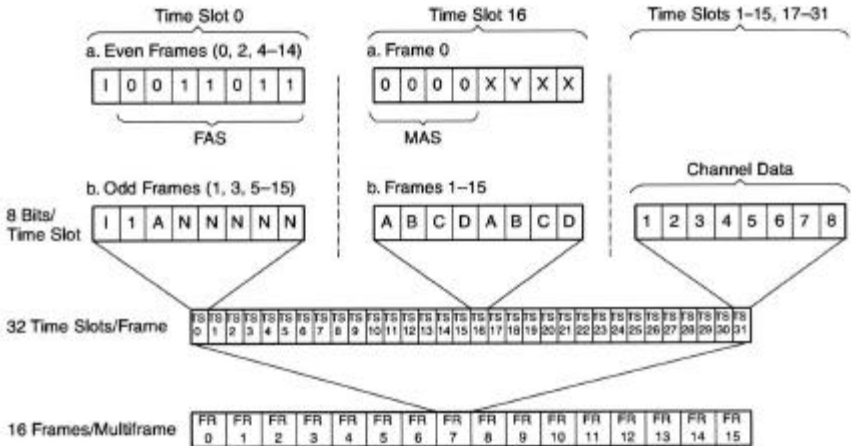 Time Slot 0
Time Slot 16
Time Slots 1–15, 17–31
a. Even Frames (0, 2, 4–14)
a. Frame 0
I 0 0 1 1 0 1 1
0 0 0 0 X Y X X
FAS
MAS
Channel Data
b. Odd Frames (1, 3, 5–15)
b. Frames 1–15
8 Bits/
Time Slot
I 1 A N N N N N
A B C D A B C D
1 2 3 4 5 6 7 8
32 Time Slots/Frame
TS TS TS TS TS TS TS TS TS TS TS TS TS TS TS TS TS TS TS TS TS TS TS TS TS TS TS TS TS TS TS TS
0 1 2 3 4 5 6 7 8 9 10 11 12 13 14 15 16 17 18 19 20 21 22 23 24 25 26 27 28 29 30 31
16 Frames/Multiframe
FR FR FR FR FR FR FR FR FR FR FR FR FR FR FR FR
0 1 2 3 4 5 6 7 8 9 10 11 12 13 14 15